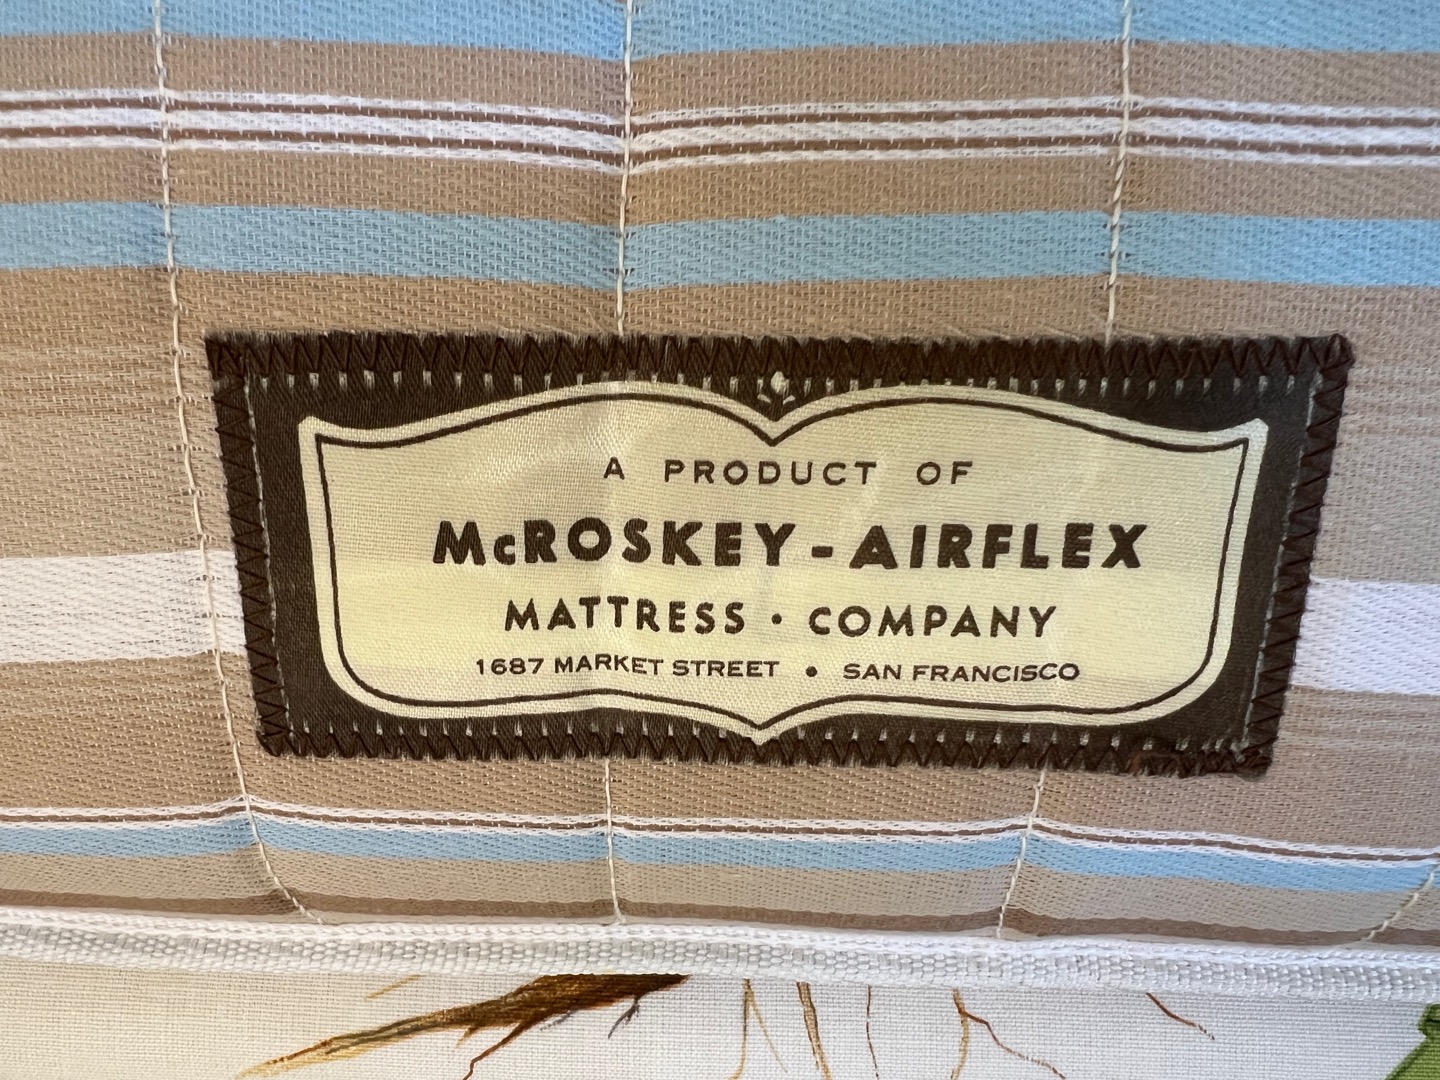 A PRODUCT OF
McROSKEY-AIRFLEX
MATTRESS · COMPANY
1687 MARKET STREET • SAN FRANCISCO